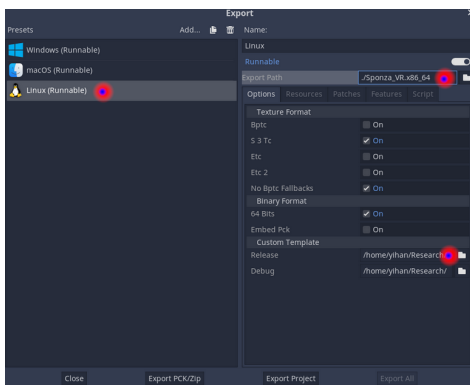 Export
Presets Add... Name:
Windows (Runnable)
macOS (Runnable)
Linux (Runnable)
Linux
Runnable
Export Path ./Sponza_VR.x86_64
Options Resources Patches Features Script
Texture Format
Bptc On
S 3 Tc On
Etc On
Etc 2 On
No Bptc Fallbacks On
Binary Format
64 Bits On
Embed Pck On
Custom Template
Release /home/yihan/Research/
Debug /home/yihan/Research/
Close Export PCK/Zip Export Project Export All